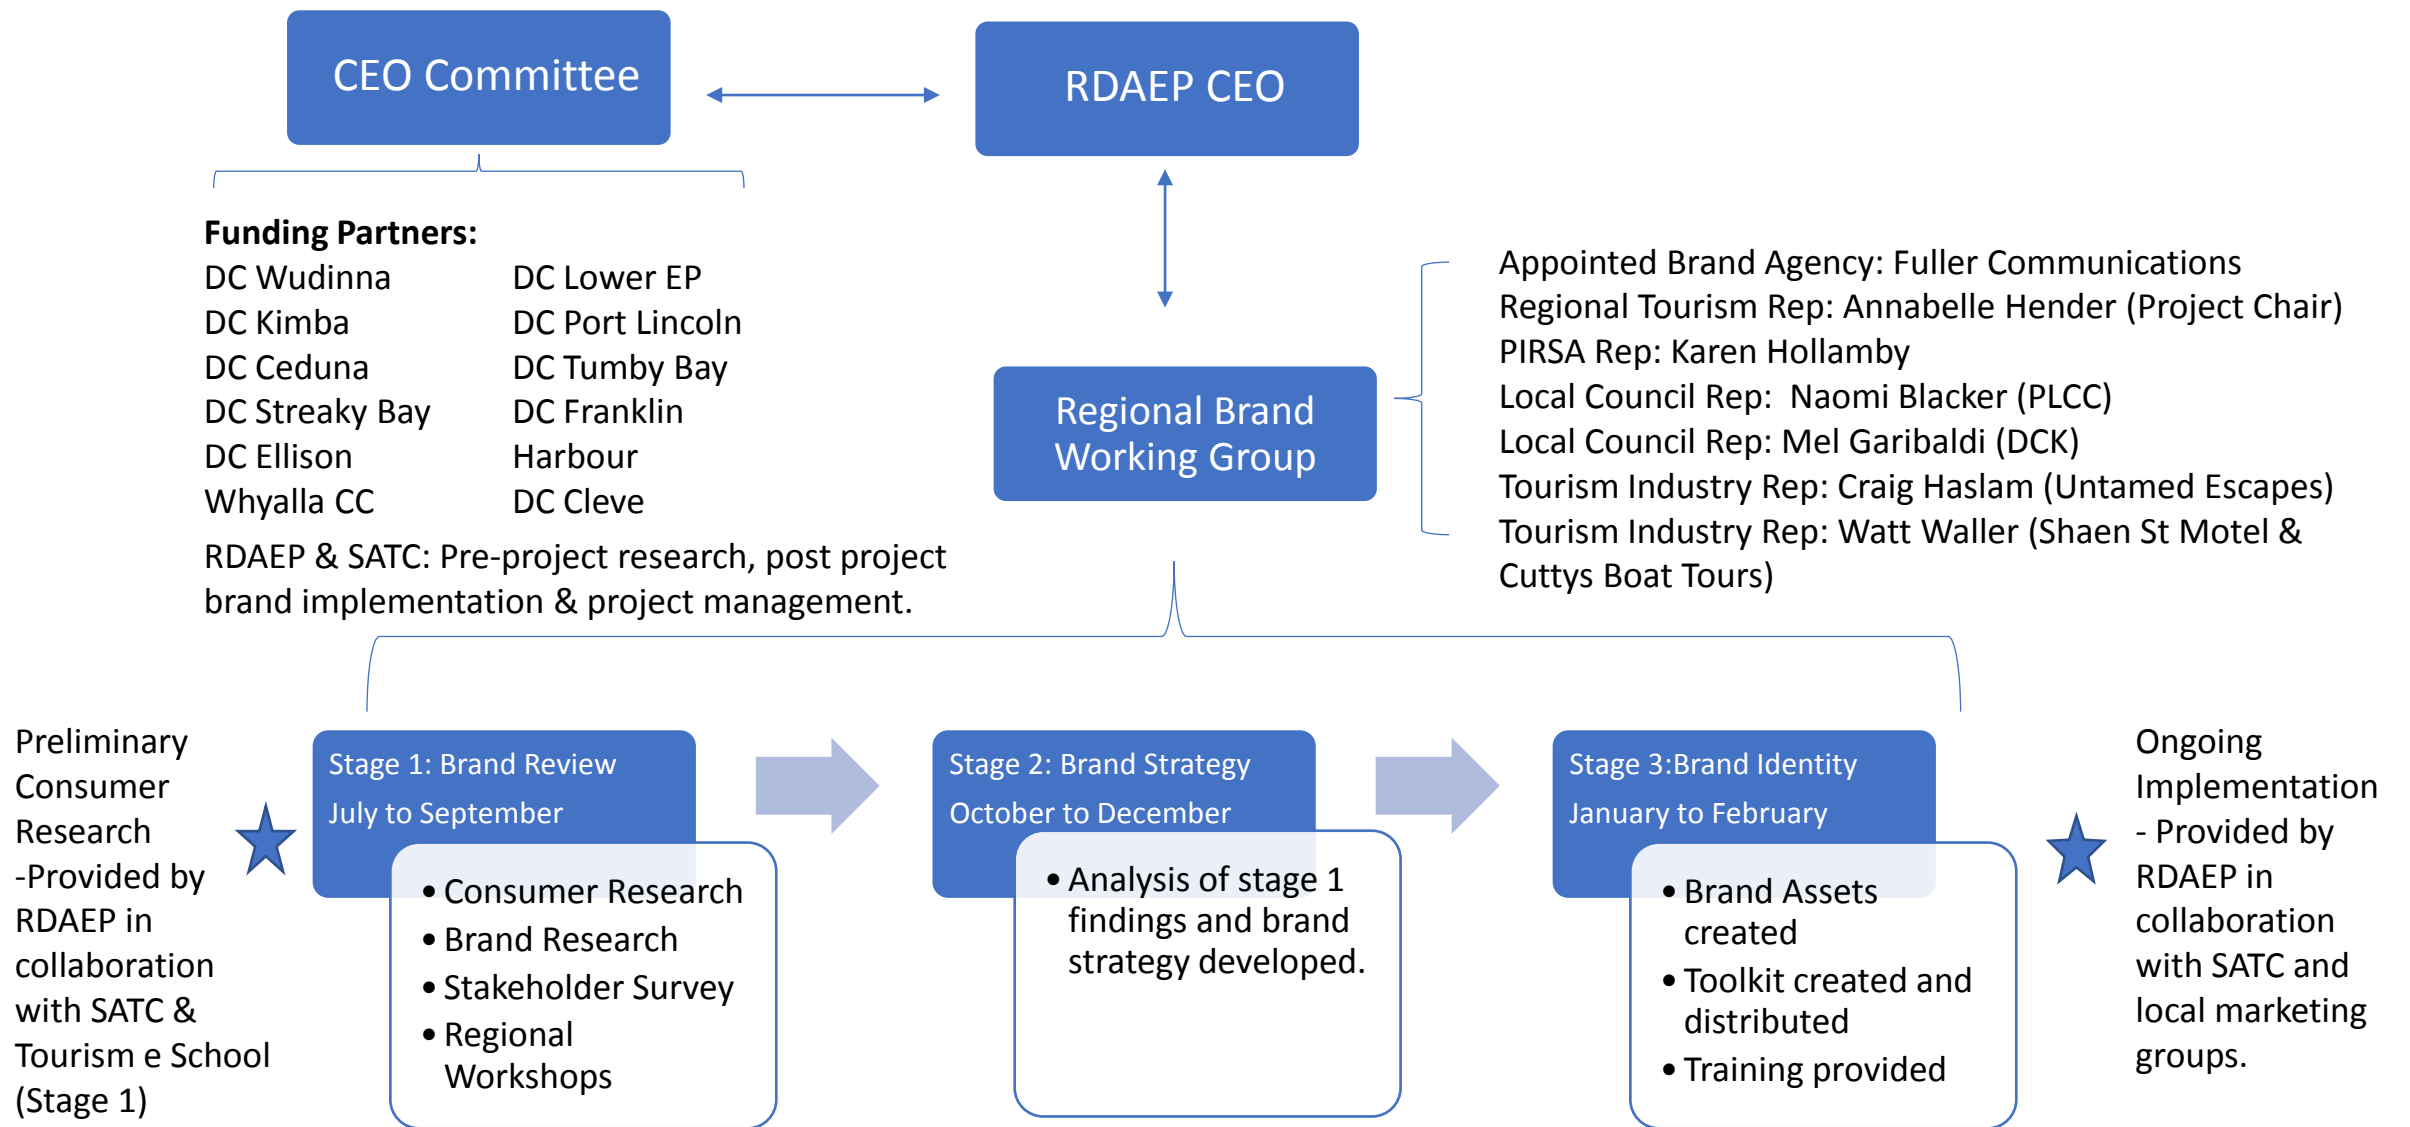 CEO Committee
RDAEP CEO
Funding Partners:
DC Wudinna
DC Kimba
DC Ceduna
DC Streaky Bay
DC Ellison
Whyalla CC
DC Lower EP
DC Port Lincoln
DC Tumby Bay
DC Franklin
Harbour
DC Cleve
RDAEP & SATC: Pre-project research, post project
brand implementation & project management.
Regional Brand
Working Group
Appointed Brand Agency: Fuller Communications
Regional Tourism Rep: Annabelle Hender (Project Chair)
PIRSA Rep: Karen Hollamby
Local Council Rep:  Naomi Blacker (PLCC)
Local Council Rep: Mel Garibaldi (DCK)
Tourism Industry Rep: Craig Haslam (Untamed Escapes)
Tourism Industry Rep: Watt Waller (Shaen St Motel &
Cuttys Boat Tours)
Preliminary
Consumer
Research
-Provided by
RDAEP in
collaboration
with SATC &
Tourism e School
(Stage 1)
Stage 1: Brand Review
July to September
• Consumer Research
• Brand Research
• Stakeholder Survey
• Regional
Workshops
Stage 2: Brand Strategy
October to December
• Analysis of stage 1
findings and brand
strategy developed.
Stage 3:Brand Identity
January to February
• Brand Assets
created
• Toolkit created and
distributed
• Training provided
Ongoing
Implementation
- Provided by
RDAEP in
collaboration
with SATC and
local marketing
groups.